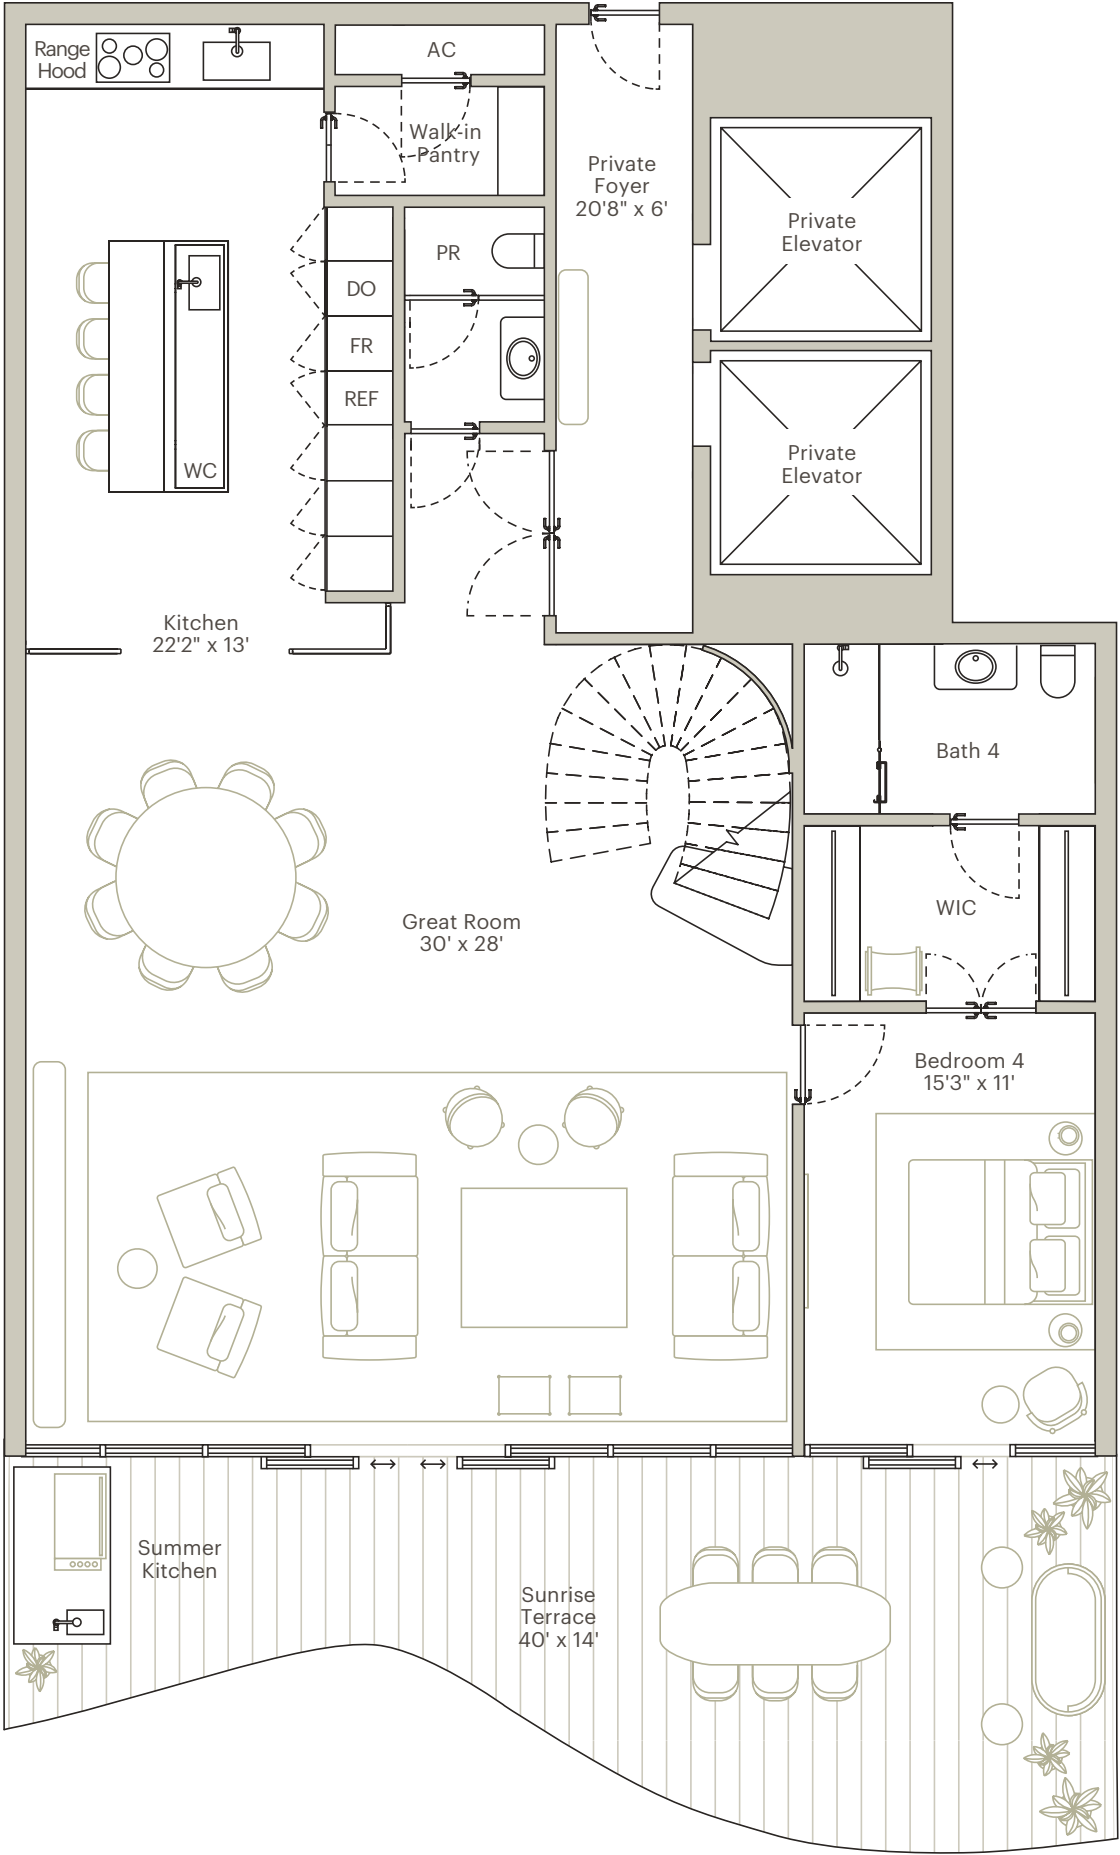 Range
Hood
AC
Walk-in
Pantry
Private
Foyer
20'8" x 6'
Private
Elevator
PR
DO
FR
REF
WC
Private
Elevator
Kitchen
22'2" x 13'
Bath 4
WIC
Great Room
30' x 28'
Bedroom 4
15'3" x 11'
Summer
Kitchen
Sunrise
Terrace
40' x 14'